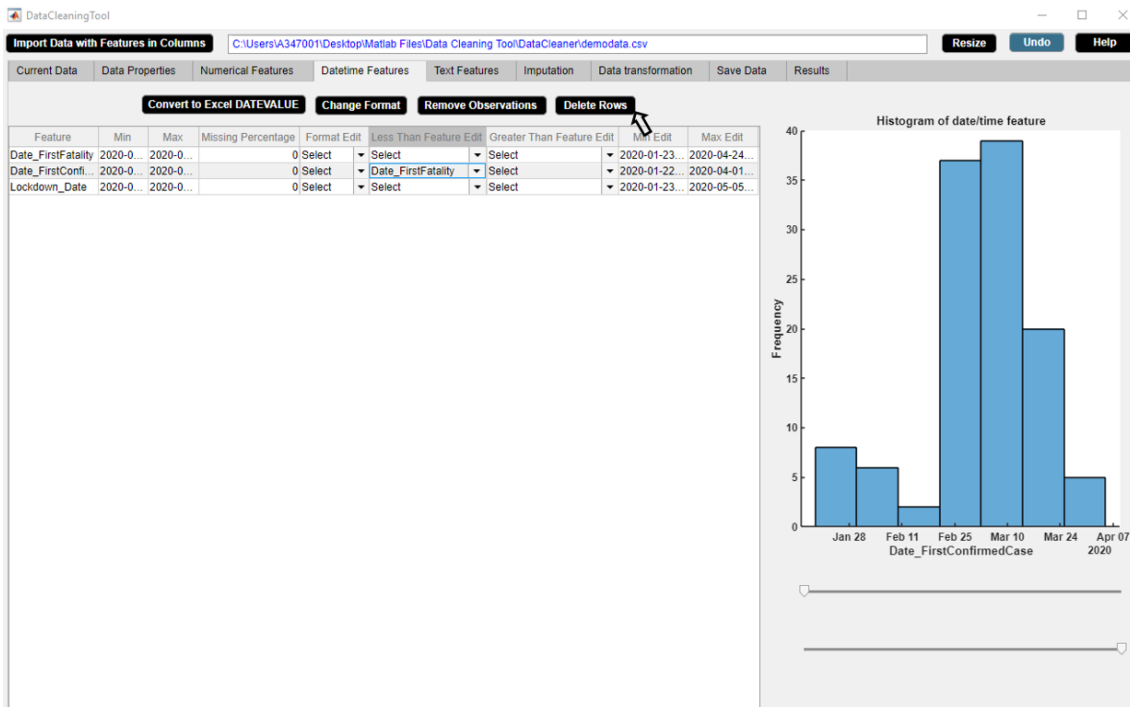 DataCleaningTool
Import Data with Features in Columns C:\Users\A347001\Desktop\Matlab Files\Data Cleaning Tool\DataCleaner\demodata.csv Resize Undo Help
Current Data Data Properties Numerical Features Datetime Features Text Features Imputation Data transformation Save Data Results
Convert to Excel DATEVALUE Change Format Remove Observations Delete Rows
Feature Min Max Missing Percentage Format Edit Less Than Feature Edit Greater Than Feature Edit Min Edit Max Edit
Date_FirstFatality 2020-0... 2020-0... 0 Select Select Select 2020-01-23... 2020-04-24...
Date_FirstConfi... 2020-0... 2020-0... 0 Select Date_FirstFatality Select 2020-01-22... 2020-04-01...
Lockdown_Date 2020-0... 2020-0... 0 Select Select Select 2020-01-23... 2020-05-05...
Histogram of date/time feature
40
35
30
25
20
15
10
5
0
Frequency
Jan 28 Feb 11 Feb 25 Mar 10 Mar 24 Apr 07
Date_FirstConfirmedCase 2020